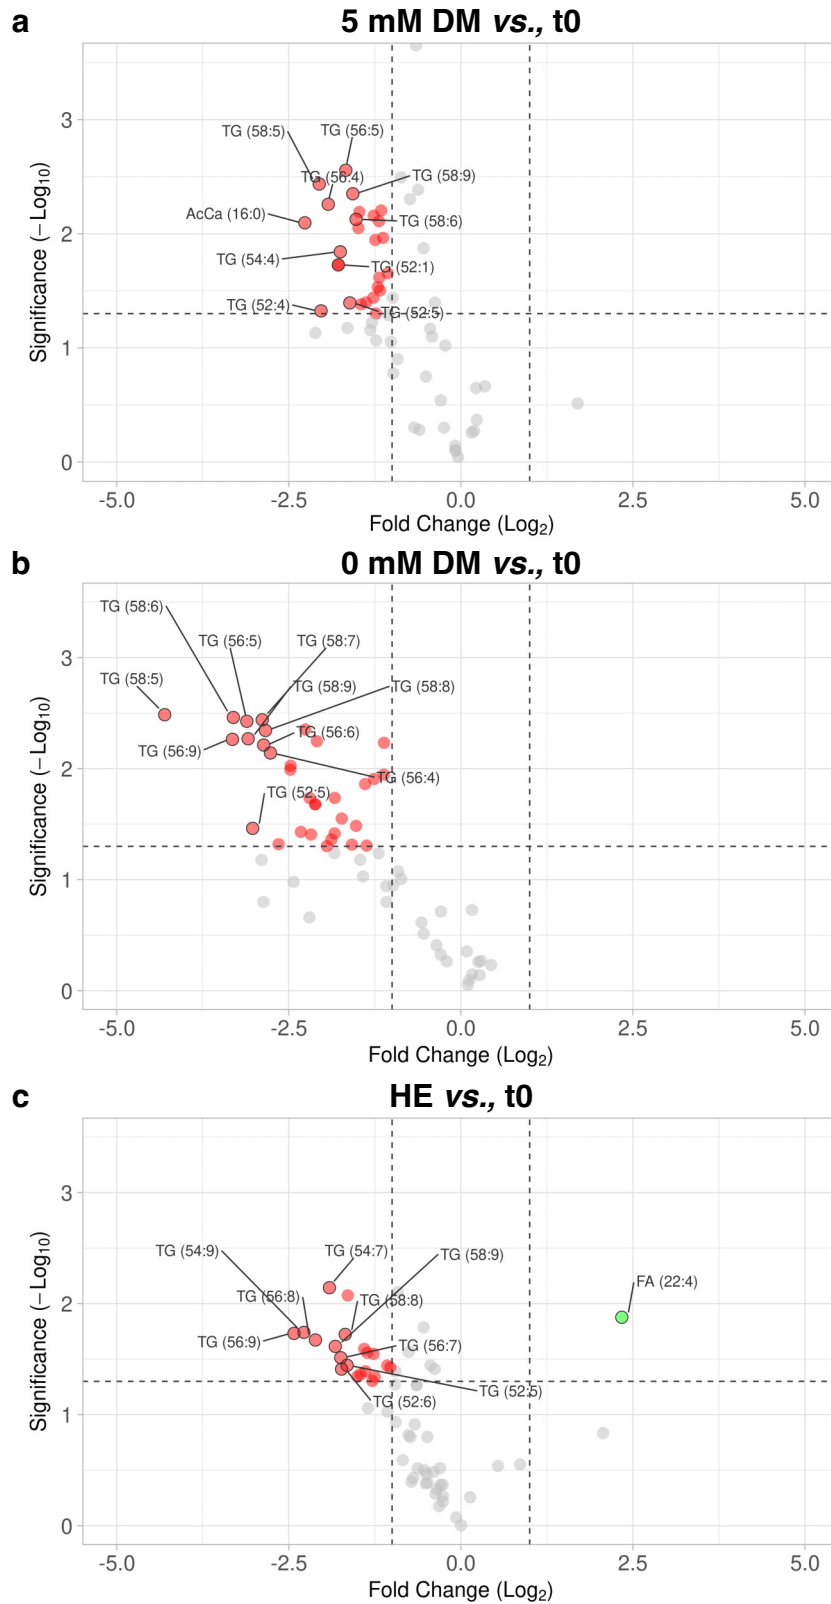 a
5 mM DM vs., t0
Significance (−Log10)
3
2
1
0
TG (58:5)
TG (56:5)
TG (56:4)
TG (58:9)
AcCa (16:0)
TG (58:6)
TG (54:4)
TG (52:1)
TG (52:4)
TG (52:5)
-5.0
-2.5
0.0
2.5
5.0
Fold Change (Log2)
b
0 mM DM vs., t0
Significance (−Log10)
3
2
1
0
TG (58:6)
TG (56:5)
TG (58:7)
TG (58:5)
TG (58:9)
TG (58:8)
TG (56:6)
TG (56:9)
TG (56:4)
TG (52:5)
-5.0
-2.5
0.0
2.5
5.0
Fold Change (Log2)
c
HE vs., t0
Significance (−Log10)
3
2
1
0
TG (54:9)
TG (54:7)
TG (58:9)
FA (22:4)
TG (56:8)
TG (58:8)
TG (56:9)
TG (56:7)
TG (52:5)
TG (52:6)
-5.0
-2.5
0.0
2.5
5.0
Fold Change (Log2)